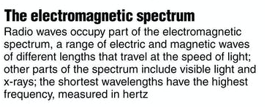 The electromagnetic spectrum
Radio waves occupy part of the electromagnetic
spectrum, a range of electric and magnetic waves
of different lengths that travel at the speed of light;
other parts of the spectrum include visible light and
x-rays; the shortest wavelengths have the highest
frequency, measured in hertz